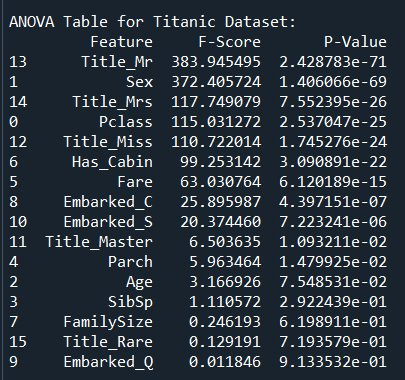 ANOVA Table for Titanic Dataset:
Feature F-Score P-Value
13 Title_Mr 383.945495 2.428783e-71
1 Sex 372.405724 1.406066e-69
14 Title_Mrs 117.749079 7.552395e-26
0 Pclass 115.031272 2.537047e-25
12 Title_Miss 110.722014 1.745276e-24
6 Has_Cabin 99.253142 3.090891e-22
5 Fare 63.030764 6.120189e-15
8 Embarked_C 25.895987 4.397151e-07
10 Embarked_S 20.374460 7.223241e-06
11 Title_Master 6.503635 1.093211e-02
4 Parch 5.963464 1.479925e-02
2 Age 3.166926 7.548531e-02
3 SibSp 1.110572 2.922439e-01
7 FamilySize 0.246193 6.198911e-01
15 Title_Rare 0.129191 7.193579e-01
9 Embarked_Q 0.011846 9.133532e-01